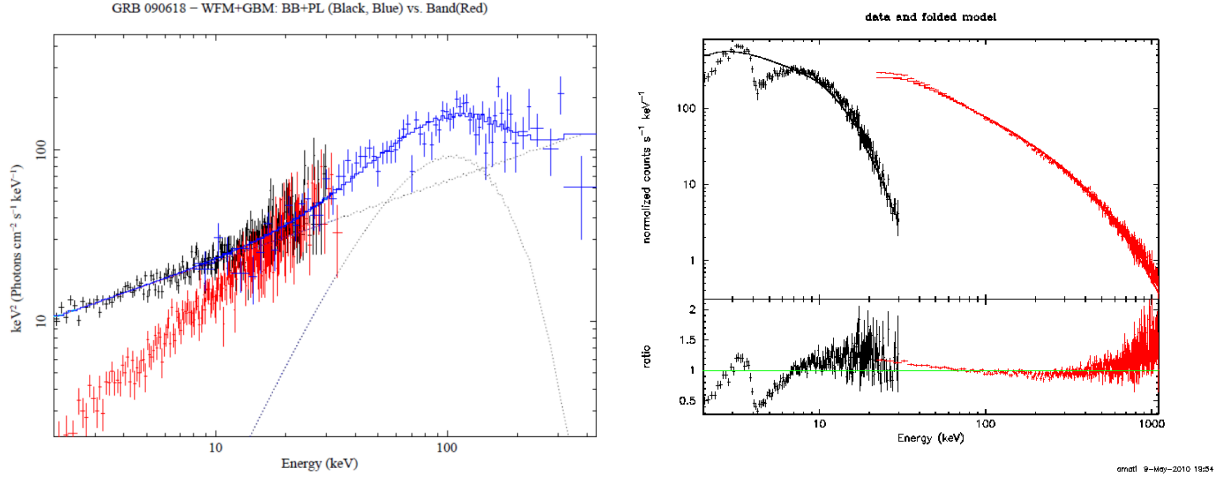 GRB 090618 − WFM+GBM: BB+PL (Black, Blue) vs. Band(Red)
keV² (Photons cm⁻² s⁻¹ keV⁻¹)
100
10
10
100
Energy (keV)
data and folded model
normalized counts s⁻¹ keV⁻¹
100
10
1
ratio
2
1.5
1
0.5
10
100
1000
Energy (keV)
amati 9−May−2010 19:54